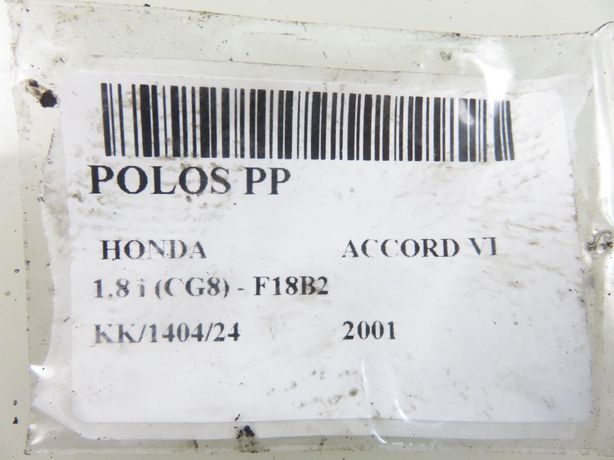 POLOS PP
HONDA ACCORD VI
1.8 i (CG8) - F18B2
KK/1404/24 2001